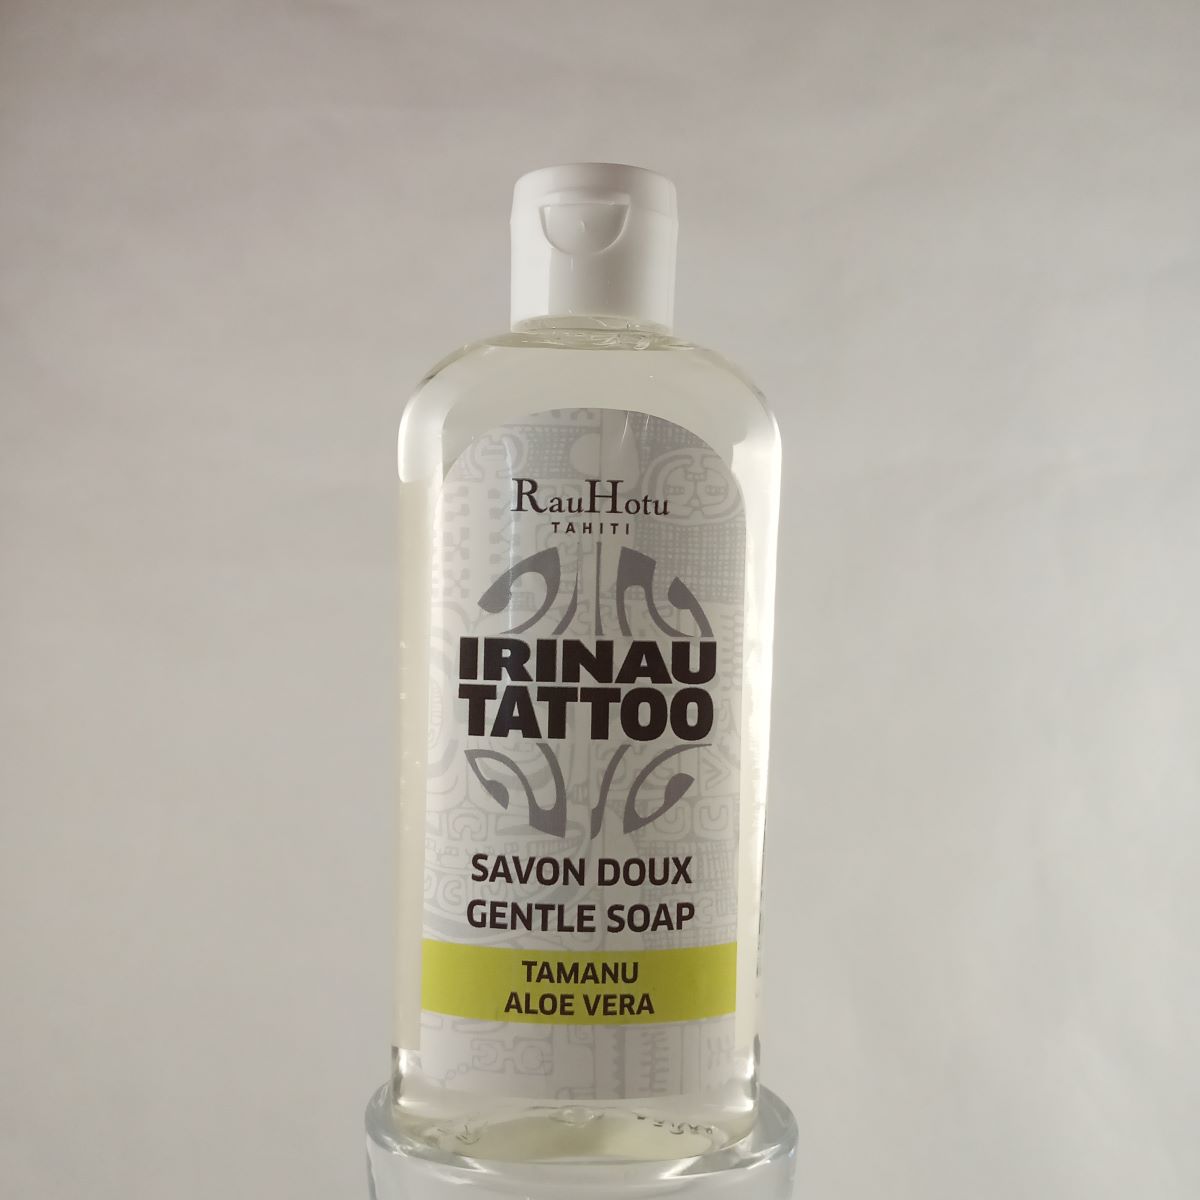 RauHotu
TAHITI
IRINAU
TATTOO
SAVON DOUX
GENTLE SOAP
TAMANU
ALOE VERA